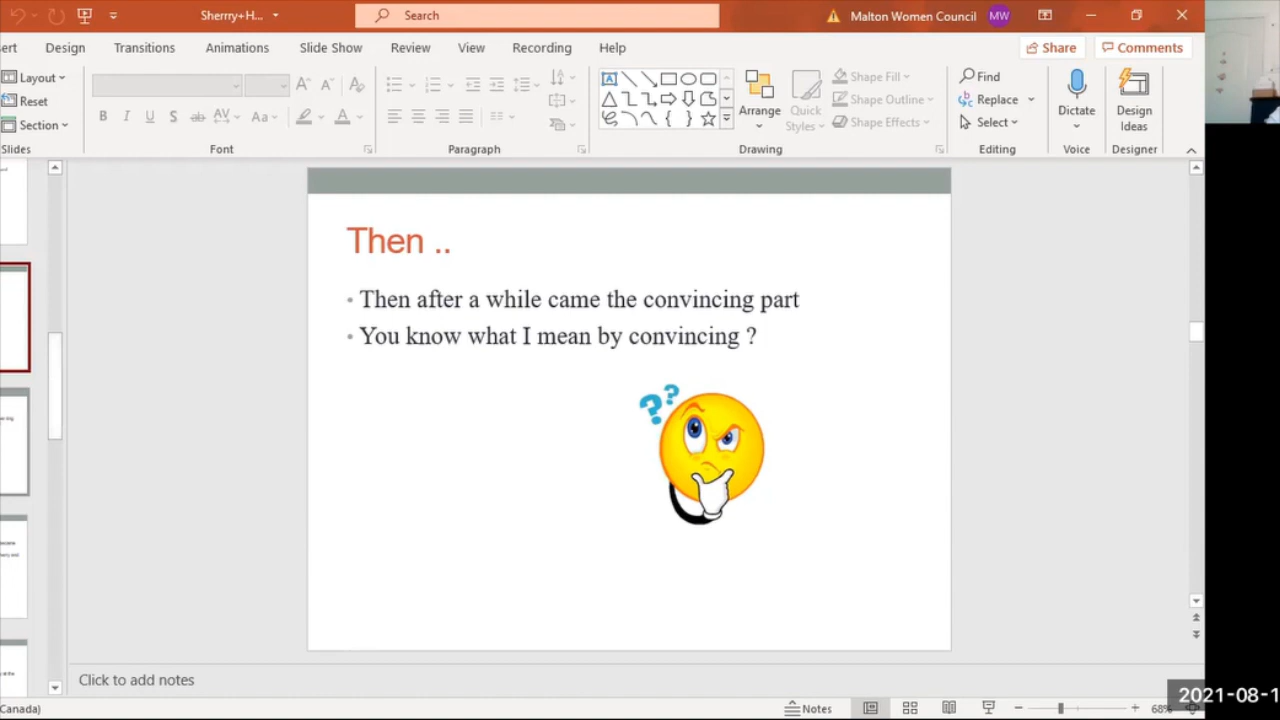 Sherrry+H...
Search
Malton Women Council
MW
Design
Transitions
Animations
Slide Show
Review
View
Recording
Help
Share
Comments
Layout
Reset
Section
Slides
Font
Paragraph
Arrange
Quick
Styles
Shape Fill
Shape Outline
Shape Effects
Drawing
Find
Replace
Select
Editing
Dictate
Voice
Design
Ideas
Designer
Then ..
• Then after a while came the convincing part
• You know what I mean by convincing ?
??
Click to add notes
Canada)
Notes
68%
2021-08-1